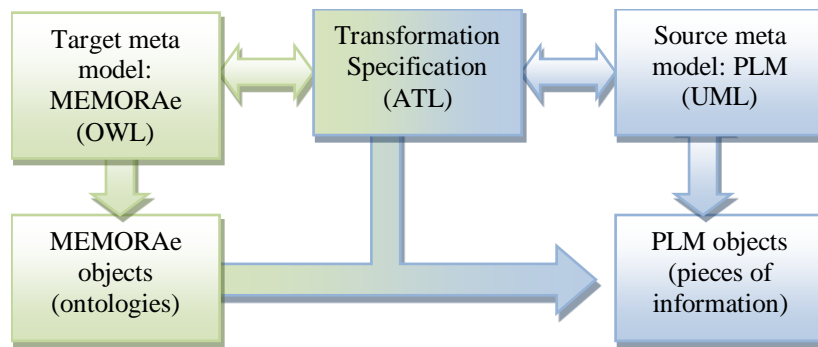 Target meta
model:
MEMORAe
(OWL)
Transformation
Specification
(ATL)
Source meta
model: PLM
(UML)
MEMORAe
objects
(ontologies)
PLM objects
(pieces of
information)